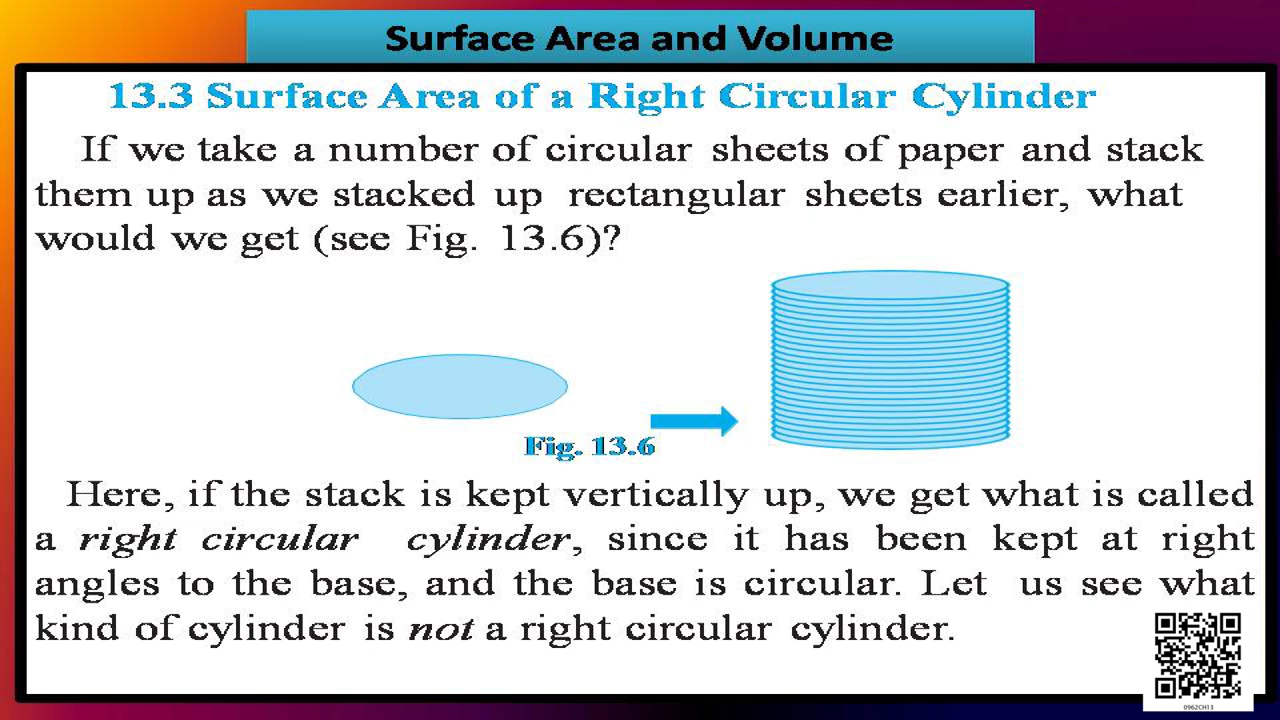 Surface Area and Volume
13.3 Surface Area of a Right Circular Cylinder
If we take a number of circular sheets of paper and stack
them up as we stacked up rectangular sheets earlier, what
would we get (see Fig. 13.6)?
Fig. 13.6
Here, if the stack is kept vertically up, we get what is called
a right circular cylinder, since it has been kept at right
angles to the base, and the base is circular. Let us see what
kind of cylinder is not a right circular cylinder.
0962CH13